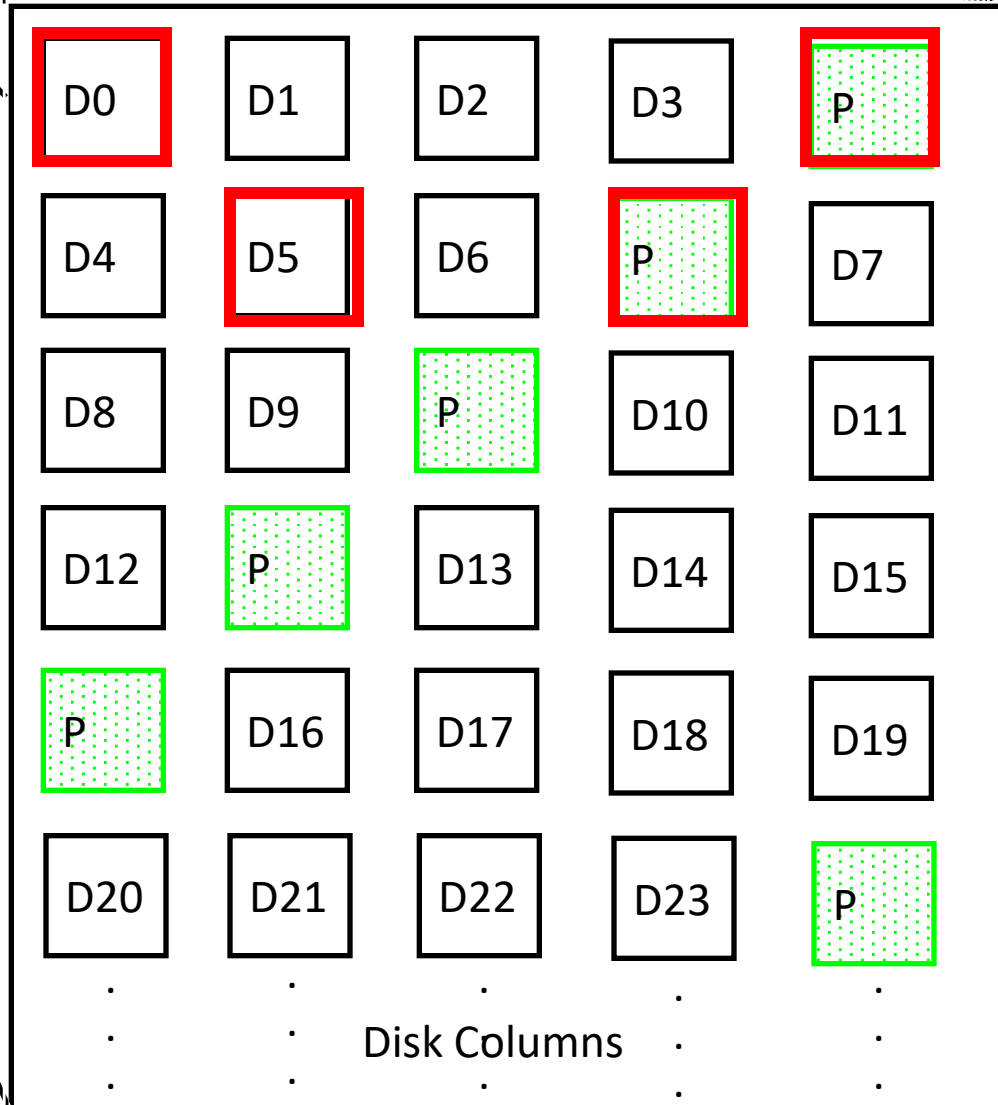 D0 D1 D2 D3 P
D4 D5 D6 P D7
D8 D9 P D10 D11
D12 P D13 D14 D15
P D16 D17 D18 D19
D20 D21 D22 D23 P
Disk Columns